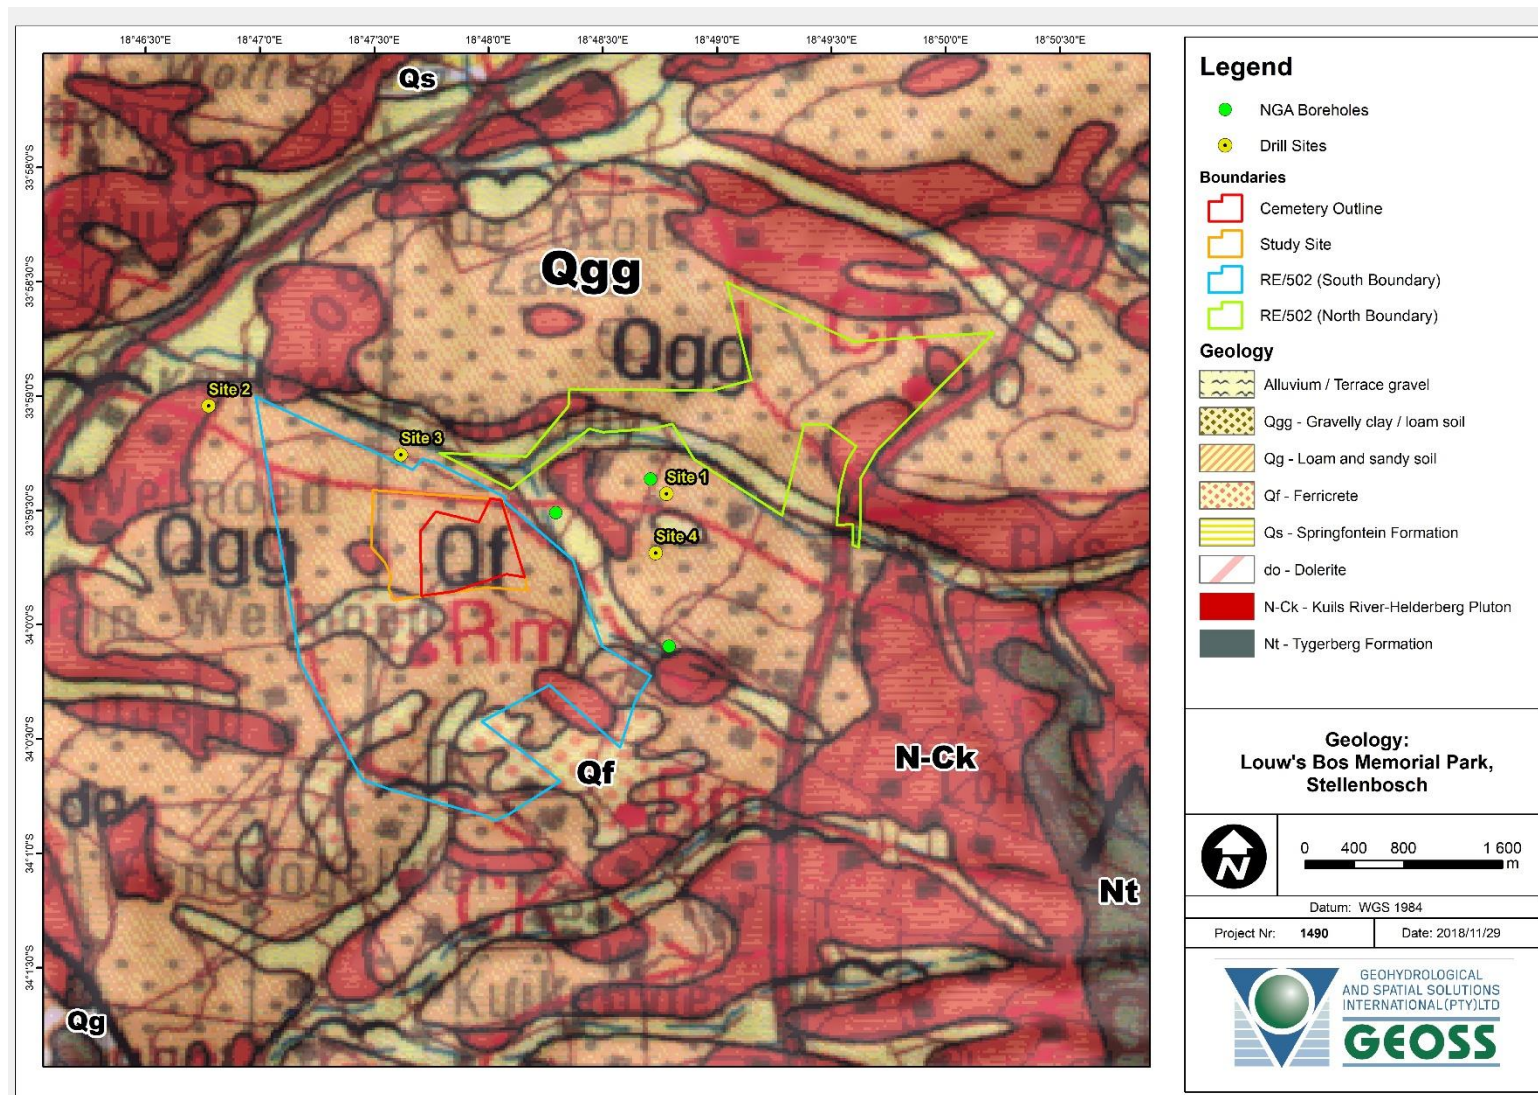 18°46'30"E 18°47'0"E 18°47'30"E 18°48'0"E 18°48'30"E 18°49'0"E 18°49'30"E 18°50'0"E 18°50'30"E
33°58'0"S
33°58'30"S
33°59'0"S
33°59'30"S
34°0'0"S
34°0'30"S
34°1'0"S
34°1'30"S
Qs
Qgg
Site 2
Site 3
Site 1
Qgg
Qf
Site 4
Rm
N-Ck
Qf
do
Nt
Qg
Legend
NGA Boreholes
Drill Sites
Boundaries
Cemetery Outline
Study Site
RE/502 (South Boundary)
RE/502 (North Boundary)
Geology
Alluvium / Terrace gravel
Qgg - Gravelly clay / loam soil
Qg - Loam and sandy soil
Qf - Ferricrete
Qs - Springfontein Formation
do - Dolerite
N-Ck - Kuils River-Helderberg Pluton
Nt - Tygerberg Formation
Geology:
Louw's Bos Memorial Park,
Stellenbosch
N
0 400 800 1 600
m
Datum: WGS 1984
Project Nr: 1490 Date: 2018/11/29
GEOHYDROLOGICAL
AND SPATIAL SOLUTIONS
INTERNATIONAL(PTY)LTD
GEOSS